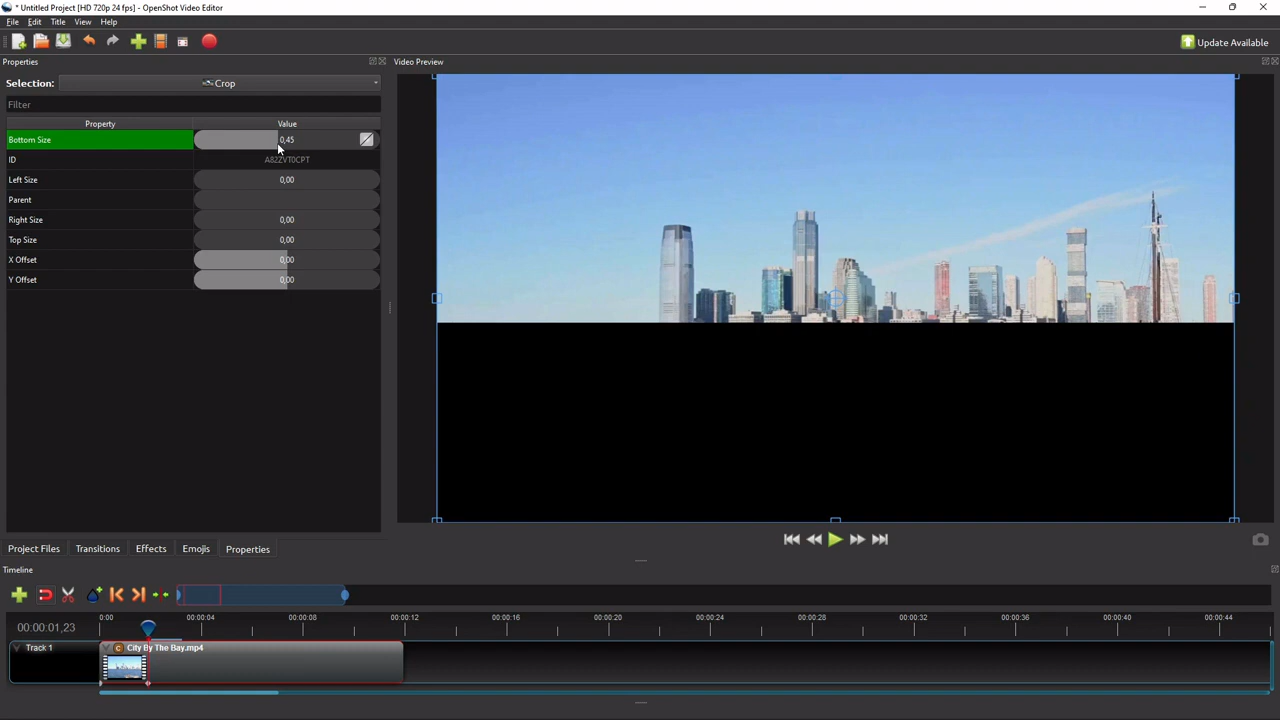 * Untitled Project [HD 720p 24 fps] - OpenShot Video Editor
File Edit Title View Help
Update Available
Properties
Video Preview
Selection: Crop
Filter
Property Value
Bottom Size 0,45
ID A82ZVT0CPT
Left Size 0,00
Parent
Right Size 0,00
Top Size 0,00
X Offset 0,00
Y Offset 0,00
Project Files Transitions Effects Emojis Properties
Timeline
00:00:01,23 0:00 00:00:04 00:00:08 00:00:12 00:00:16 00:00:20 00:00:24 00:00:28 00:00:32 00:00:36 00:00:40 00:00:44
Track 1 C City By The Bay.mp4